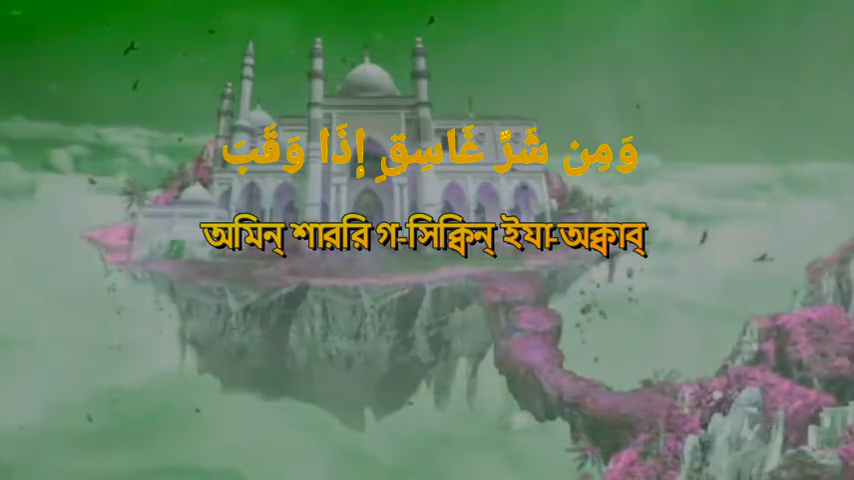 وَمِن شَرِّ غَاسِقٍ إِذَا وَقَبَ
অমিন্ শাররি গ-সিক্বিন্ ইযা-অক্বাব্